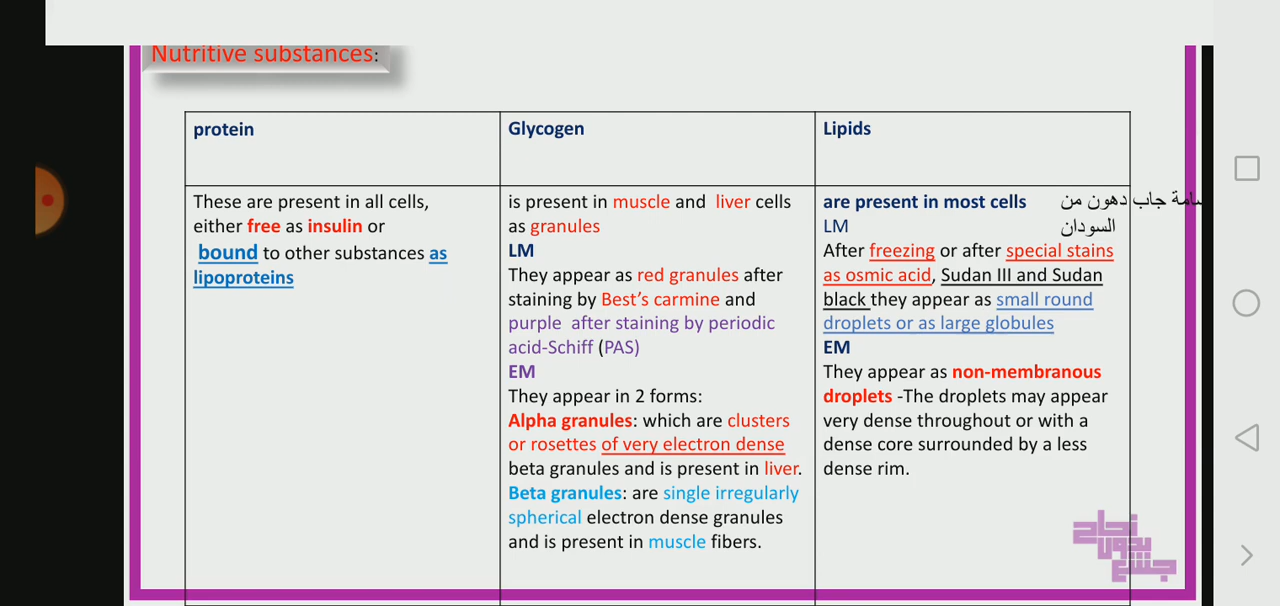 Nutritive substances:
protein
Glycogen
Lipids
These are present in all cells,
either free as insulin or
bound to other substances as
lipoproteins
is present in muscle and liver cells
as granules
LM
They appear as red granules after
staining by Best's carmine and
purple after staining by periodic
acid-Schiff (PAS)
EM
They appear in 2 forms:
Alpha granules: which are clusters
or rosettes of very electron dense
beta granules and is present in liver.
Beta granules: are single irregularly
spherical electron dense granules
and is present in muscle fibers.
are present in most cells
LM
After freezing or after special stains
as osmic acid, Sudan III and Sudan
black they appear as small round
droplets or as large globules
EM
They appear as non-membranous
droplets -The droplets may appear
very dense throughout or with a
dense core surrounded by a less
dense rim.
جاب دهون من
السودان
نجاح
بدون